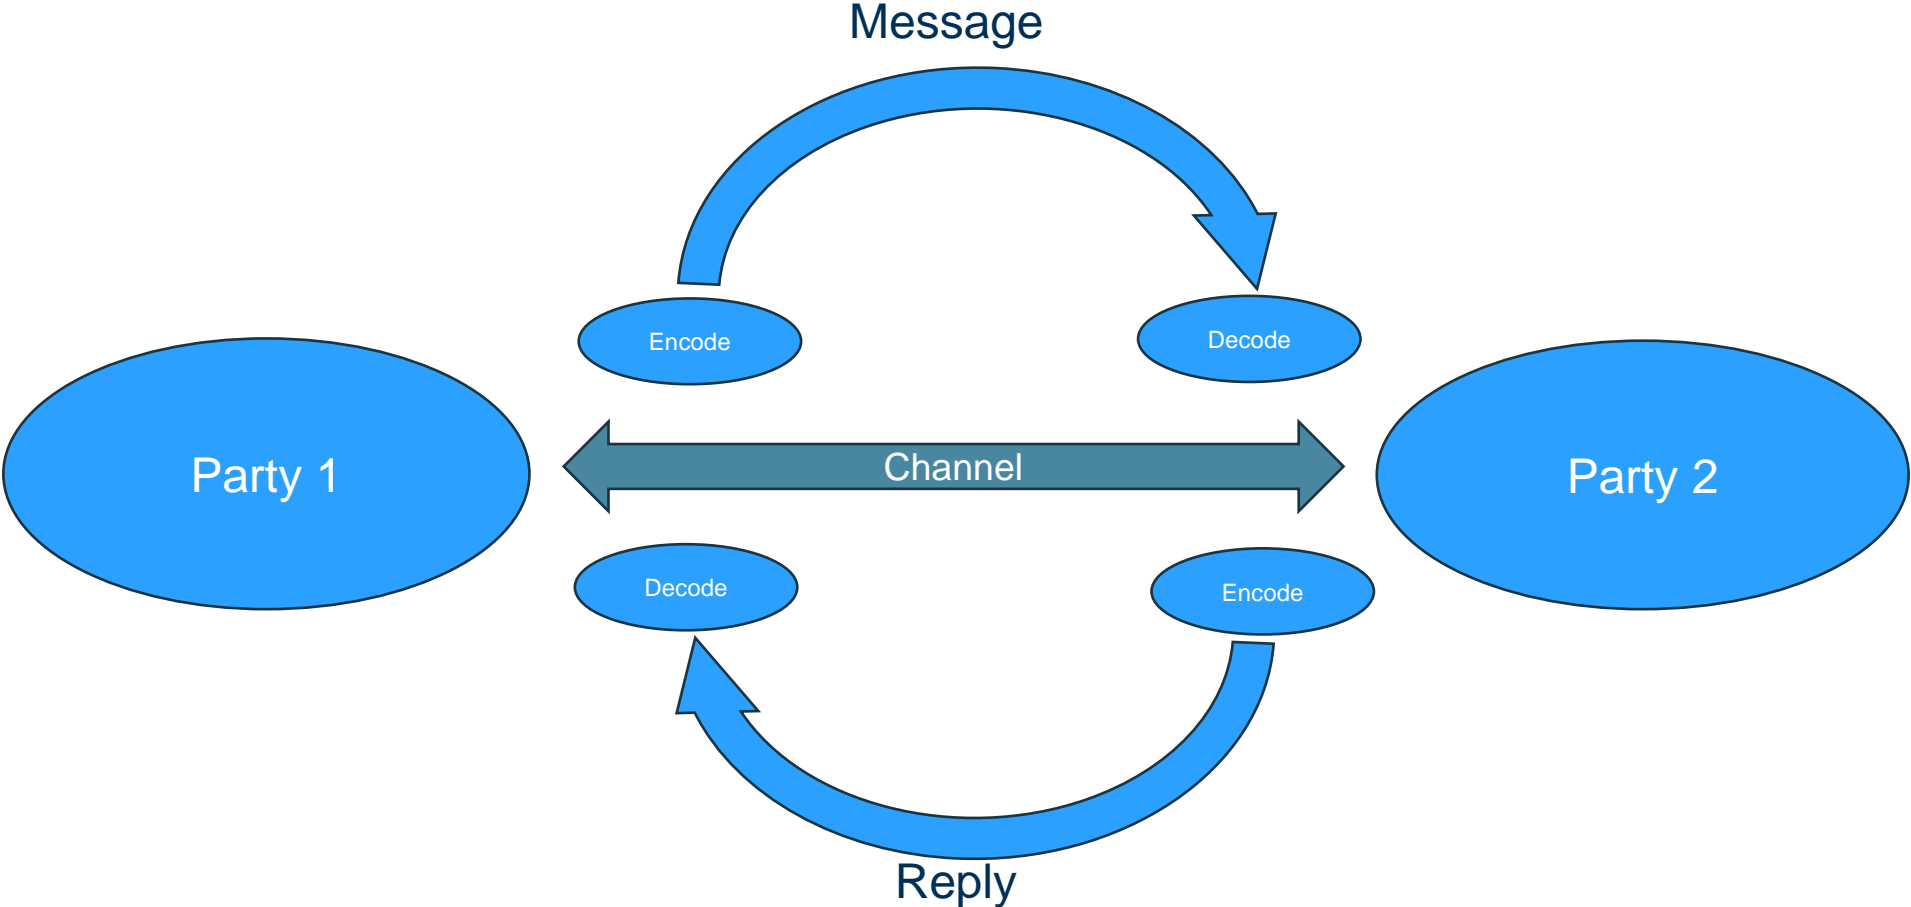 Message
Encode
Decode
Party 1
Channel
Party 2
Decode
Encode
Reply